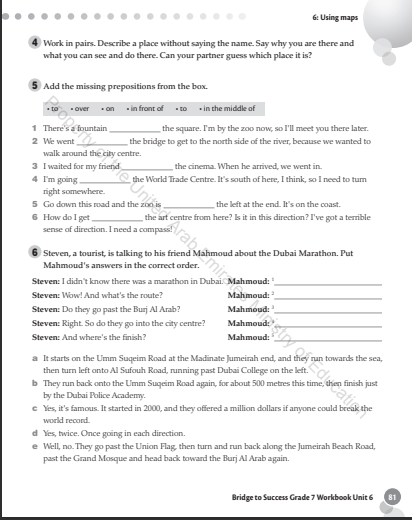 6: Using maps
4 Work in pairs. Describe a place without saying the name. Say why you are there and
what you can see and do there. Can your partner guess which place it is?
5 Add the missing prepositions from the box.
• to • over • on • in front of • to • in the middle of
1 There's a fountain ____________ the square. I'm by the zoo now, so I'll meet you there later.
2 We went ____________ the bridge to get to the north side of the river, because we wanted to
walk around the city centre.
3 I waited for my friend ____________ the cinema. When he arrived, we went in.
4 I'm going ____________ the World Trade Centre. It's south of here, I think, so I need to turn
right somewhere.
5 Go down this road and the zoo is ____________ the left at the end. It's on the coast.
6 How do I get ____________ the art centre from here? Is it in this direction? I've got a terrible
sense of direction. I need a compass!
6 Steven, a tourist, is talking to his friend Mahmoud about the Dubai Marathon. Put
Mahmoud's answers in the correct order.
Steven: I didn't know there was a marathon in Dubai. Mahmoud: 1
Steven: Wow! And what's the route? Mahmoud: 2
Steven: Do they go past the Burj Al Arab? Mahmoud: 3
Steven: Right. So do they go into the city centre? Mahmoud: 4
Steven: And where's the finish? Mahmoud: 5
a It starts on the Umm Suqeim Road at the Madinate Jumeirah end, and they run towards the sea,
then turn left onto Al Sufouh Road, running past Dubai College on the left.
b They run back onto the Umm Suqeim Road again, for about 500 metres this time, then finish just
by the Dubai Police Academy.
c Yes, it's famous. It started in 2000, and they offered a million dollars if anyone could break the
world record.
d Yes, twice. Once going in each direction.
e Well, no. They go past the Union Flag, then turn and run back along the Jumeirah Beach Road,
past the Grand Mosque and head back toward the Burj Al Arab again.
Property of the United Arab Emirates Ministry of Education
Bridge to Success Grade 7 Workbook Unit 6 81